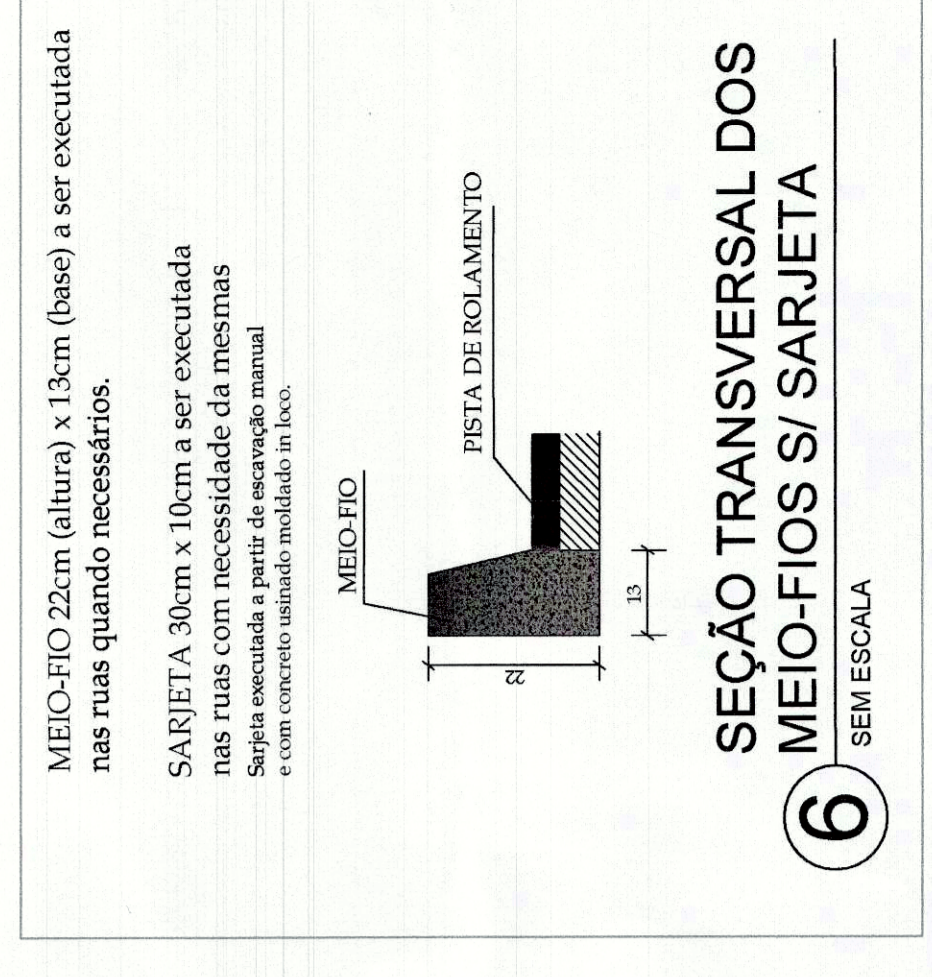 MEIO-FIO 22cm (altura) x 13cm (base) a ser executada
nas ruas quando necessários.
SARJETA 30cm x 10cm a ser executada
nas ruas com necessidade da mesmas
Sarjeta executada a partir de escavação manual
e com concreto usinado moldado in loco.
MEIO-FIO
PISTA DE ROLAMENTO
22
13
SEÇÃO TRANSVERSAL DOS
MEIO-FIOS S/ SARJETA
6
SEM ESCALA